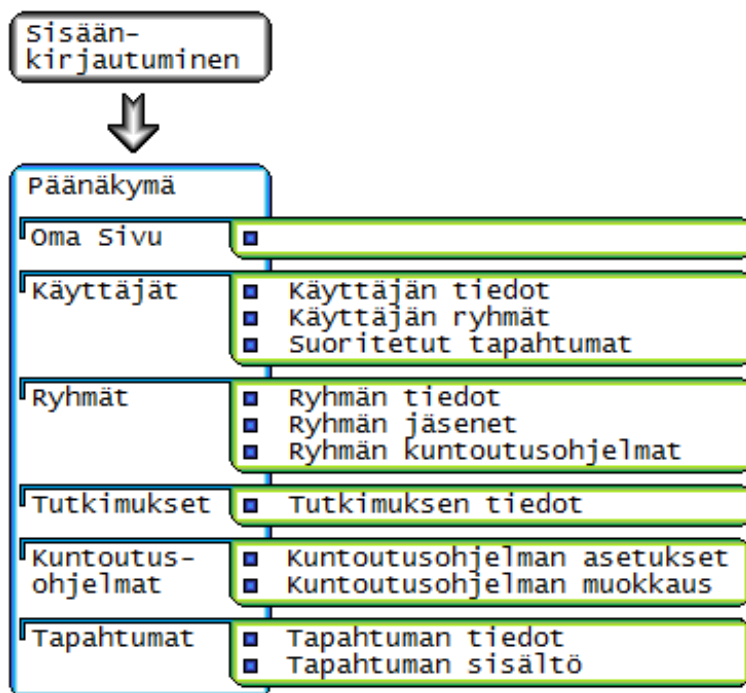 Sisään-
kirjautuminen
Päänäkymä
Oma Sivu
Käyttäjät
Käyttäjän tiedot
Käyttäjän ryhmät
Suoritetut tapahtumat
Ryhmät
Ryhmän tiedot
Ryhmän jäsenet
Ryhmän kuntoutusohjelmat
Tutkimukset
Tutkimuksen tiedot
Kuntoutus-
ohjelmat
Kuntoutusohjelman asetukset
Kuntoutusohjelman muokkaus
Tapahtumat
Tapahtuman tiedot
Tapahtuman sisältö